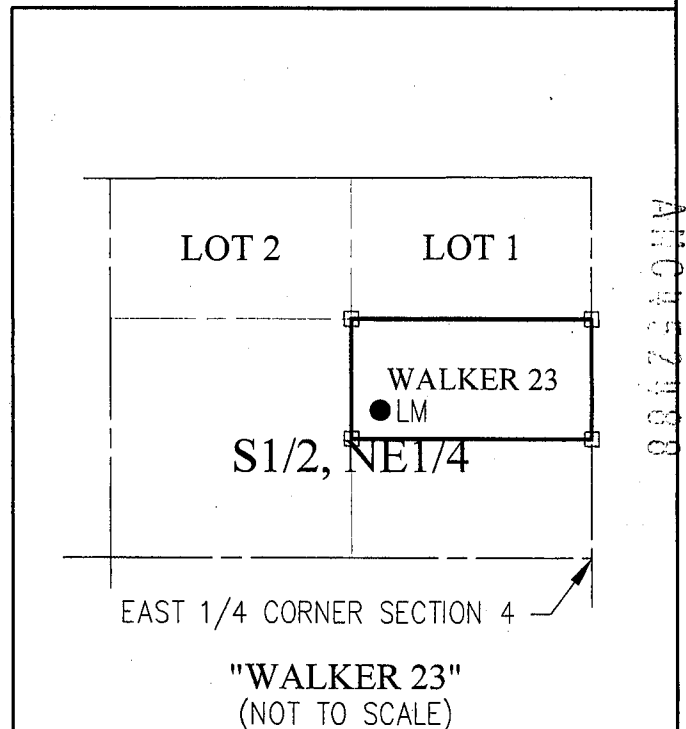 LOT 2
LOT 1
WALKER 23
LM
S1/2, NE1/4
EAST 1/4 CORNER SECTION 4
"WALKER 23"
(NOT TO SCALE)